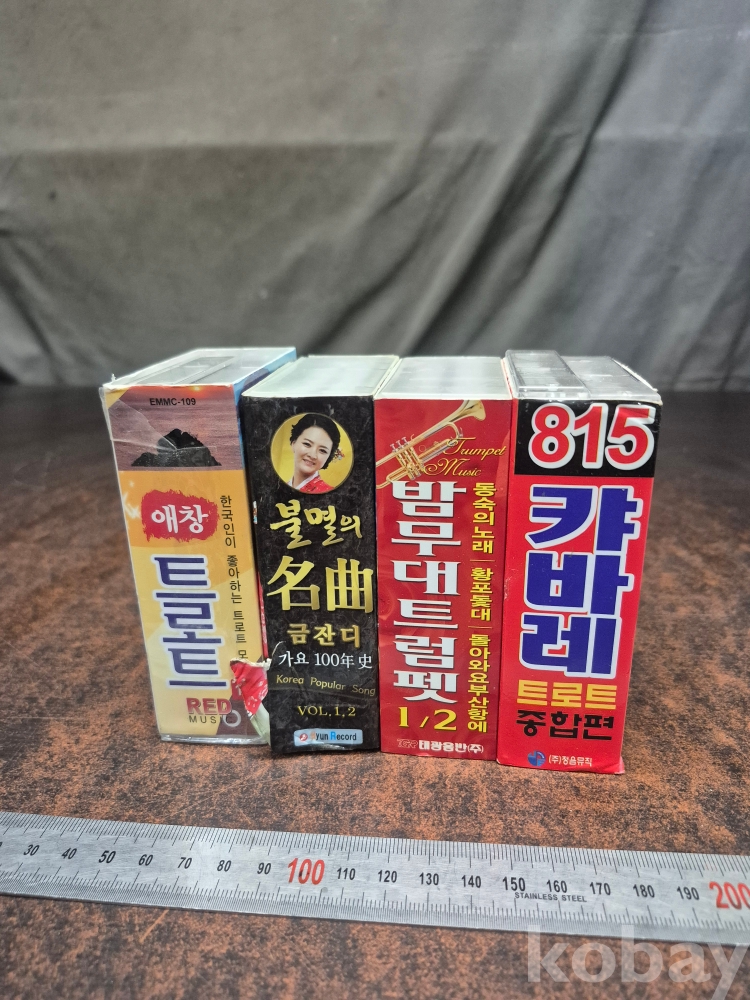 EMMC-109
애창
트로트
한국인이 좋아하는 트로트 모
RED
MUSIC
불멸의
名曲
금잔디
가요 100年史
Korea Popular Song
VOL.1,2
yun Record
Trumpet
Music
밤무대트럼펫
동숙의노래 | 황포돛대 | 돌아와요부산항에
1/2
태광음반(주)
815
캬바레
트로트
종합편
(주)청음뮤직
30 40 50 60 70 80 90 100 110 120 130 140 150 160 170 180 190 200
STAINLESS STEEL
kobay